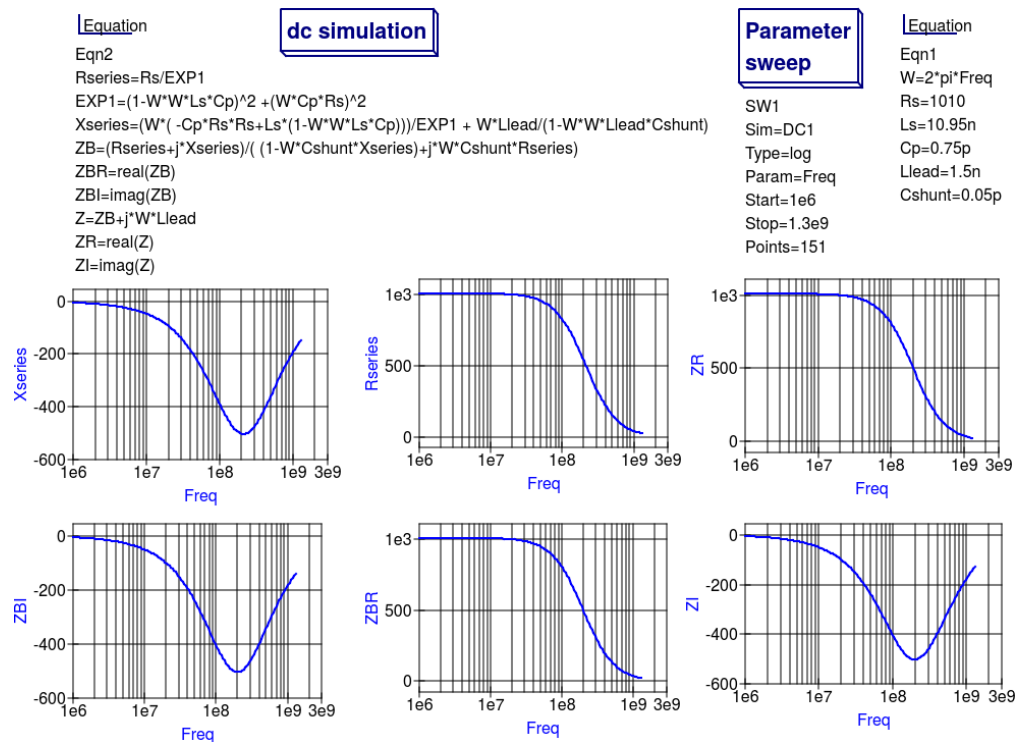 Equation
Eqn2
Rseries=Rs/EXP1
EXP1=(1-W*W*Ls*Cp)^2 +(W*Cp*Rs)^2
Xseries=(W*( -Cp*Rs*Rs+Ls*(1-W*W*Ls*Cp)))/EXP1 + W*Llead/(1-W*W*Llead*Cshunt)
ZB=(Rseries+j*Xseries)/( (1-W*Cshunt*Xseries)+j*W*Cshunt*Rseries)
ZBR=real(ZB)
ZBI=imag(ZB)
Z=ZB+j*W*Llead
ZR=real(Z)
ZI=imag(Z)
dc simulation
Parameter
sweep
SW1
Sim=DC1
Type=log
Param=Freq
Start=1e6
Stop=1.3e9
Points=151
Equation
Eqn1
W=2*pi*Freq
Rs=1010
Ls=10.95n
Cp=0.75p
Llead=1.5n
Cshunt=0.05p
Xseries
0
-200
-400
-600
1e6 1e7 1e8 1e9 3e9
Freq
Rseries
1e3
500
0
1e6 1e7 1e8 1e9 3e9
Freq
ZR
1e3
500
0
1e6 1e7 1e8 1e9 3e9
Freq
ZBI
0
-200
-400
-600
1e6 1e7 1e8 1e9 3e9
Freq
ZBR
1e3
500
0
1e6 1e7 1e8 1e9 3e9
Freq
ZI
0
-200
-400
-600
1e6 1e7 1e8 1e9 3e9
Freq